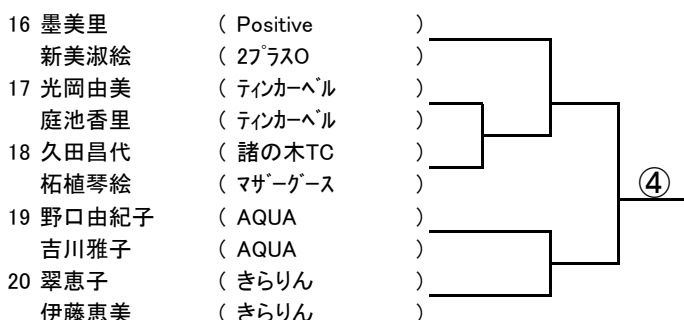 16 墨美里 ( Positive )
新美淑絵 ( 2プラスO )
17 光岡由美 ( ティンカーベル )
庭池香里 ( ティンカーベル )
18 久田昌代 ( 諸の木TC )
柘植琴絵 ( マザーグース )
④
19 野口由紀子 ( AQUA )
吉川雅子 ( AQUA )
20 翠恵子 ( きらりん )
伊藤恵美 ( きらりん )